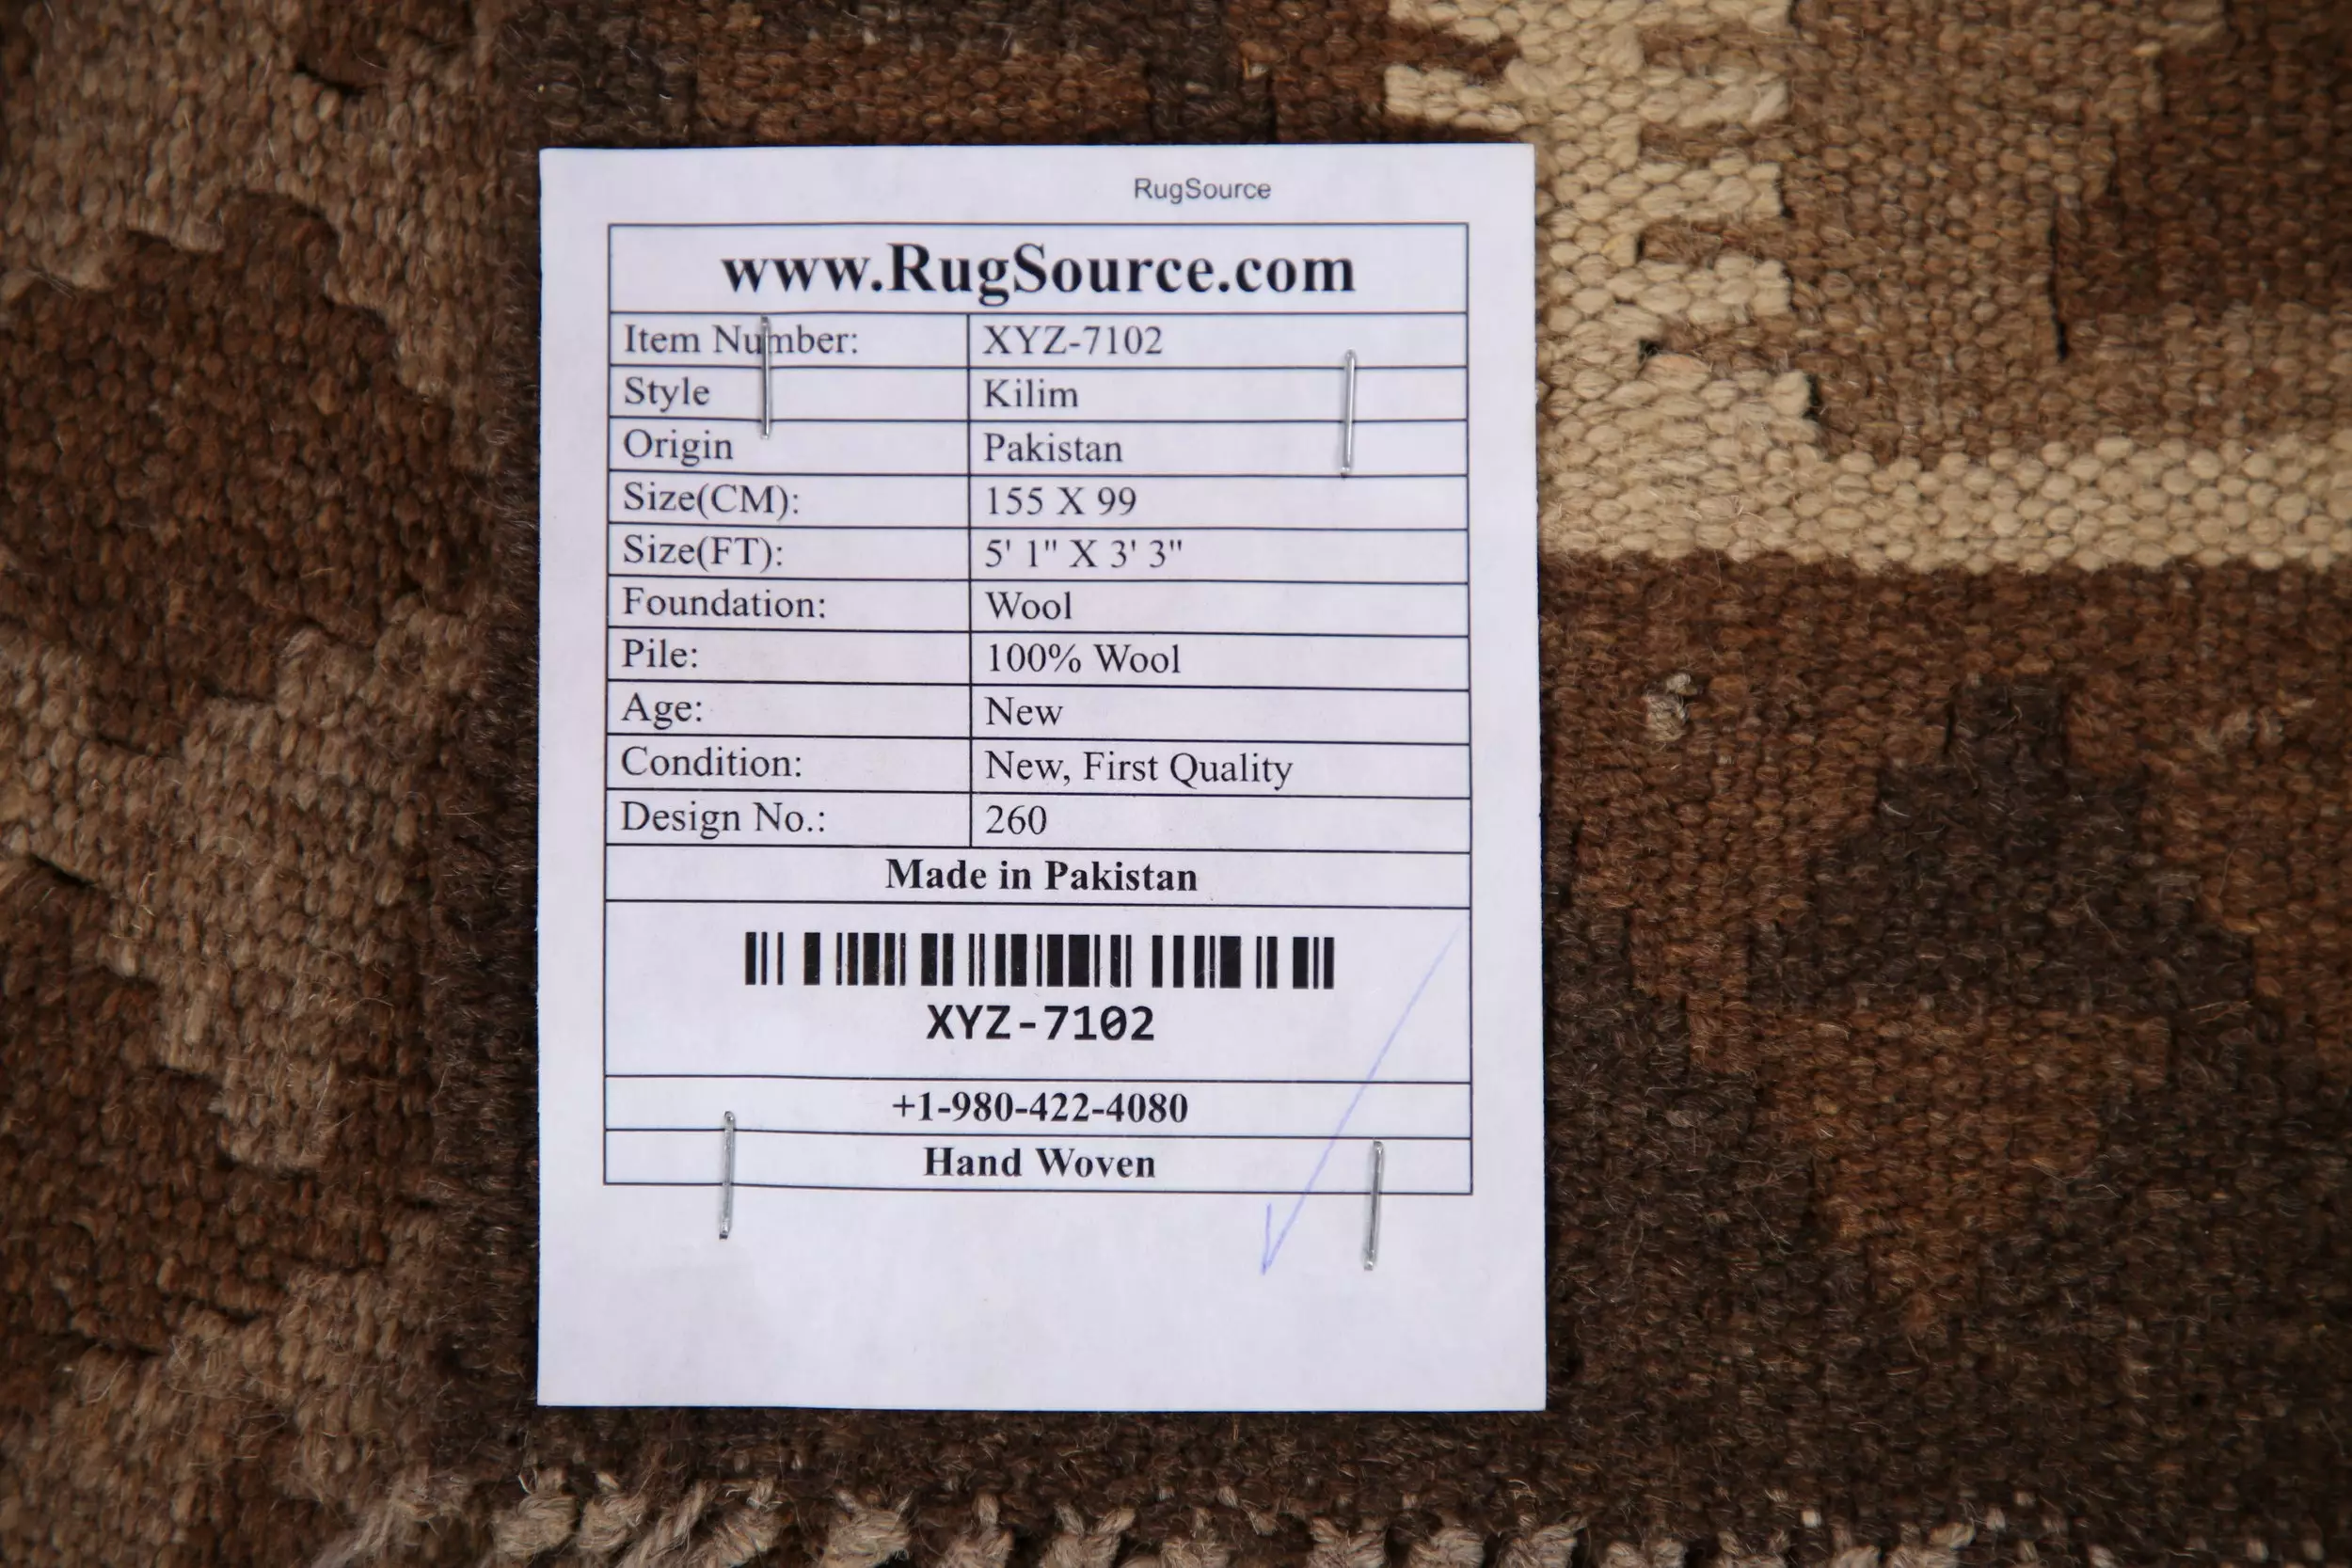 RugSource
www.RugSource.com
Item Number: XYZ-7102
Style Kilim
Origin Pakistan
Size(CM): 155 X 99
Size(FT): 5' 1" X 3' 3"
Foundation: Wool
Pile: 100% Wool
Age: New
Condition: New, First Quality
Design No.: 260
Made in Pakistan
XYZ-7102
+1-980-422-4080
Hand Woven